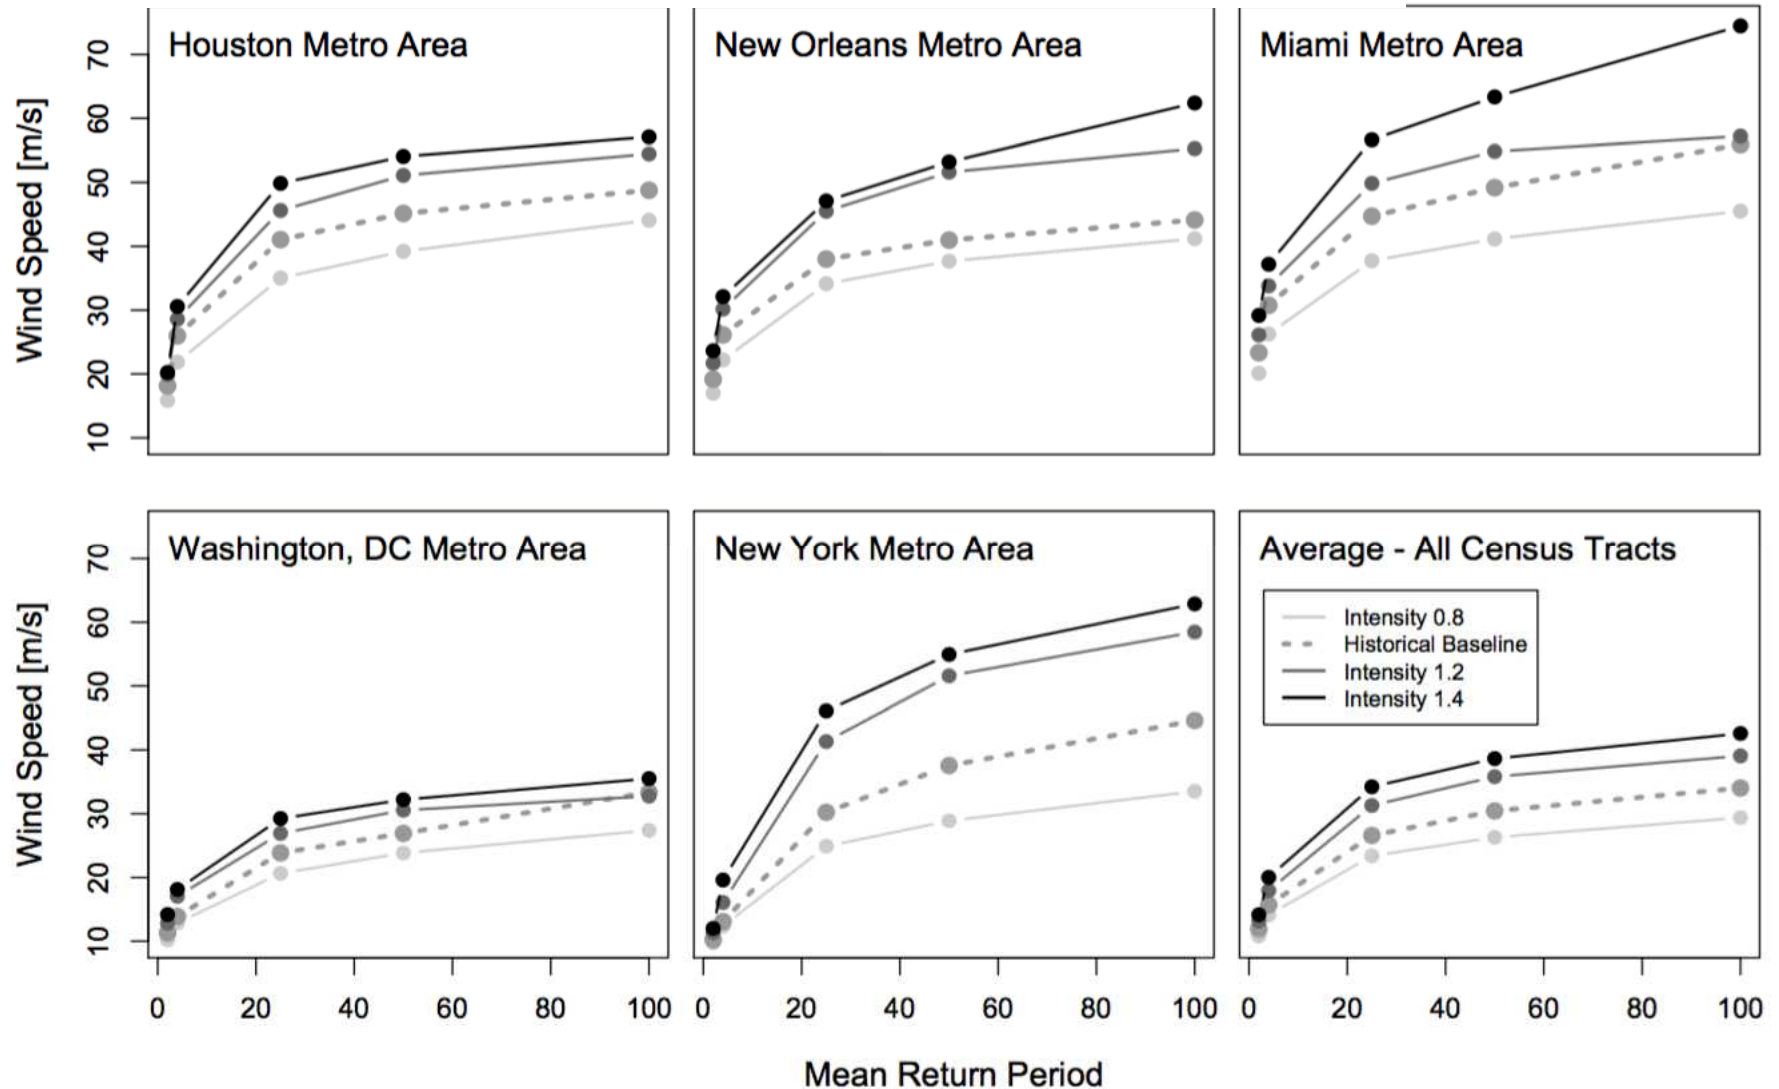 Houston Metro Area
New Orleans Metro Area
Miami Metro Area
Wind Speed [m/s]
70
60
50
40
30
20
10
Washington, DC Metro Area
New York Metro Area
Average - All Census Tracts
Intensity 0.8
Historical Baseline
Intensity 1.2
Intensity 1.4
Wind Speed [m/s]
70
60
50
40
30
20
10
0 20 40 60 80 100
0 20 40 60 80 100
0 20 40 60 80 100
Mean Return Period